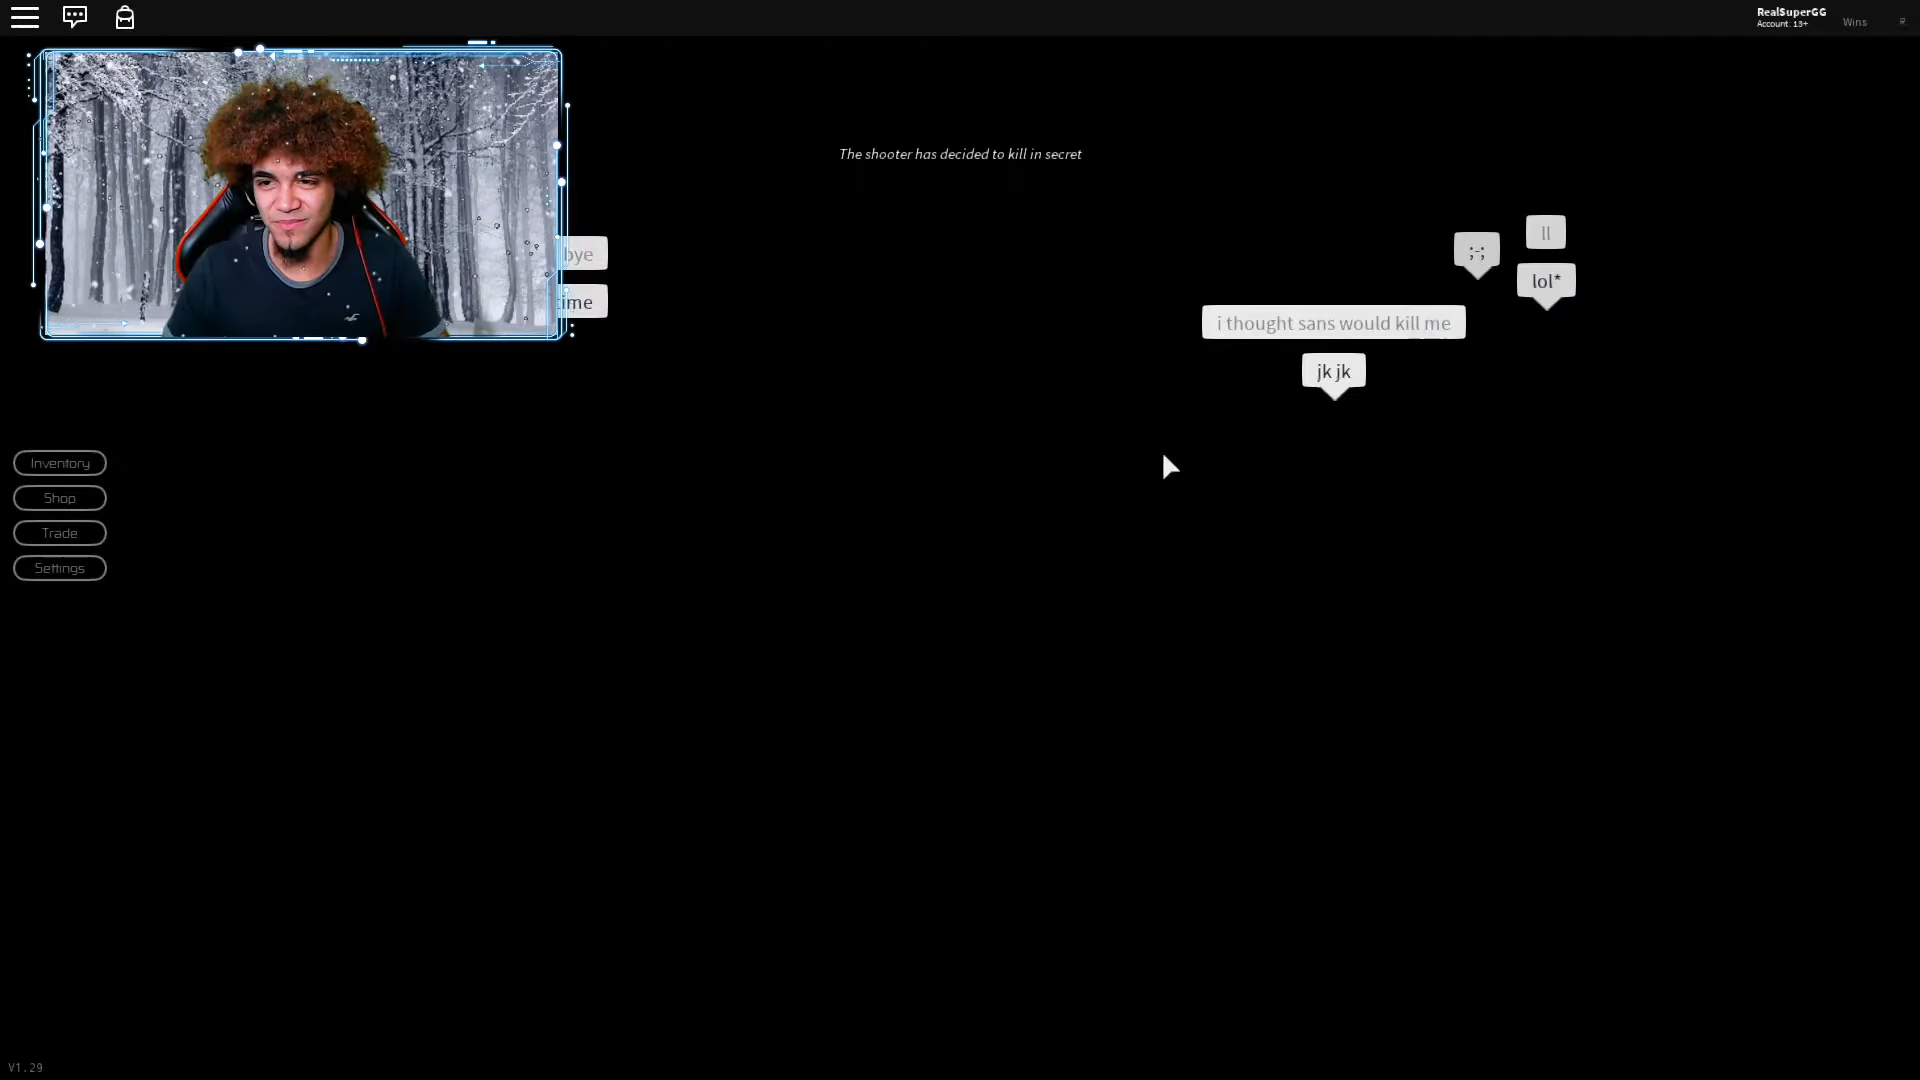 RealSuperGG
Account: 13+
Wins
The shooter has decided to kill in secret
bye
ime
;-;
ll
lol*
i thought sans would kill me
jk jk
Inventory
Shop
Trade
Settings
V1.29